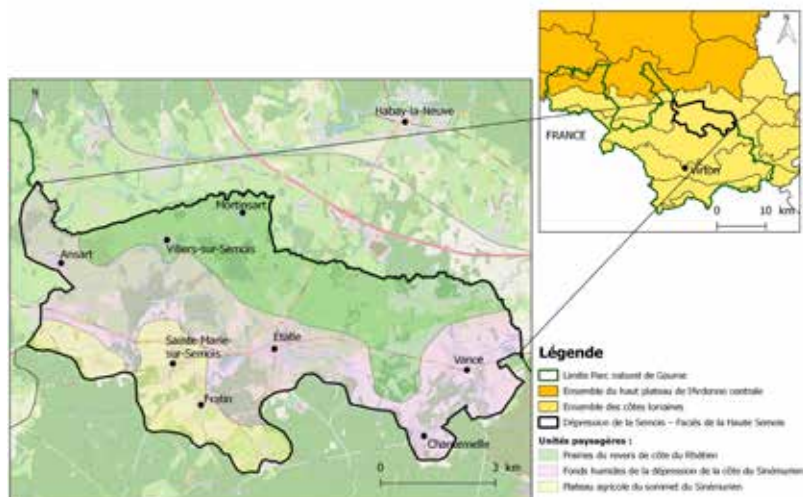 N
Habay-la-Neuve
Mortinsart
Villers-sur-Semois
Ansart
Sainte-Marie-
sur-Semois
Etalle
Vance
Fratin
Chantemelle
0 3 km
N
FRANCE
Virton
0 10 km
Légende
Limite Parc naturel de Gaume
Ensemble du haut plateau de l'Ardenne centrale
Ensemble des côtes lorraines
Dépression de la Semois – Faciès de la Haute Semois
Unités paysagères :
Prairies du revers de côte du Rhétien
Fonds humides de la dépression de la côte du Sinémurien
Plateau agricole du sommet du Sinémurien